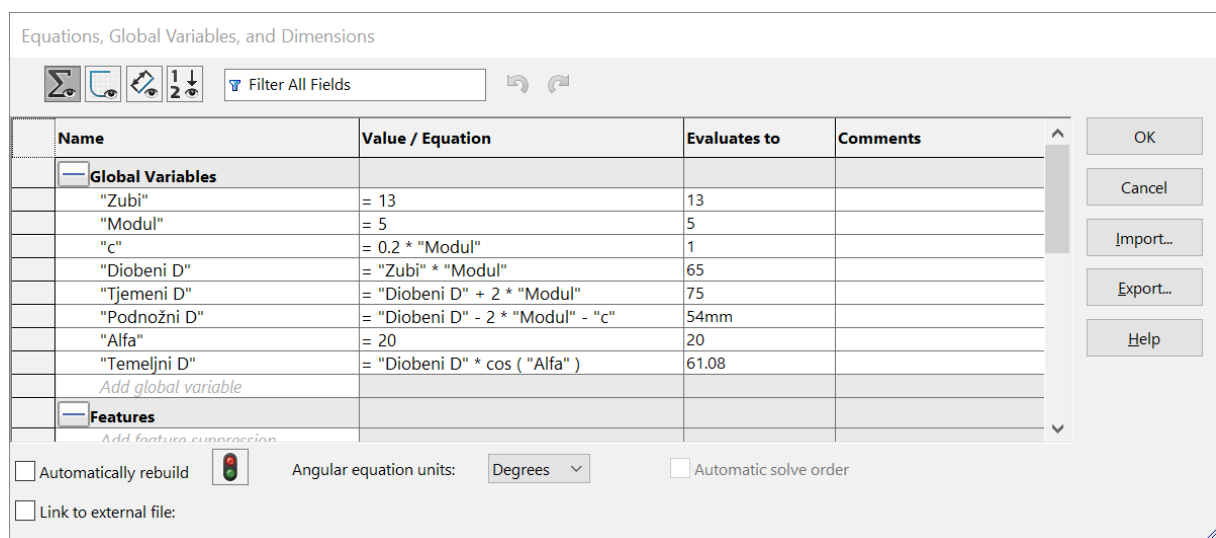 Equations, Global Variables, and Dimensions
Filter All Fields
Name Value / Equation Evaluates to Comments
Global Variables
"Zubi" = 13 13
"Modul" = 5 5
"c" = 0.2 * "Modul" 1
"Diobeni D" = "Zubi" * "Modul" 65
"Tjemeni D" = "Diobeni D" + 2 * "Modul" 75
"Podnožni D" = "Diobeni D" - 2 * "Modul" - "c" 54mm
"Alfa" = 20 20
"Temeljni D" = "Diobeni D" * cos ( "Alfa" ) 61.08
Add global variable
Features
Add feature suppression
OK
Cancel
Import...
Export...
Help
Automatically rebuild Angular equation units: Degrees Automatic solve order
Link to external file: